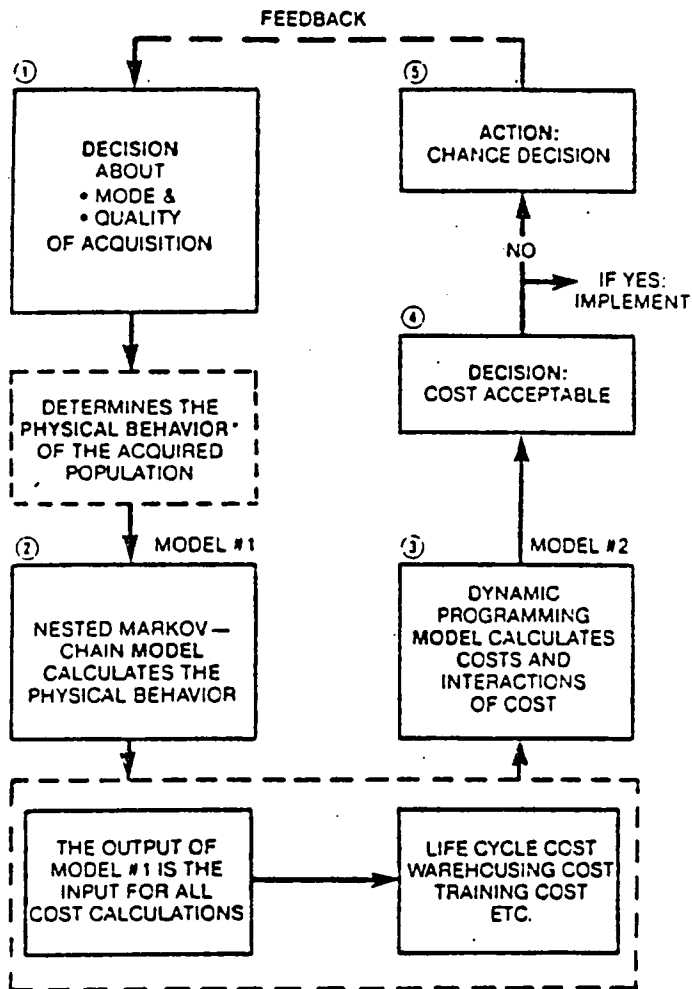 FEEDBACK
①
DECISION
ABOUT
• MODE &
• QUALITY
OF ACQUISITION
DETERMINES THE
PHYSICAL BEHAVIOR*
OF THE ACQUIRED
POPULATION
② MODEL #1
NESTED MARKOV—
CHAIN MODEL
CALCULATES THE
PHYSICAL BEHAVIOR
THE OUTPUT OF
MODEL #1 IS THE
INPUT FOR ALL
COST CALCULATIONS
LIFE CYCLE COST
WAREHOUSING COST
TRAINING COST
ETC.
③ MODEL #2
DYNAMIC
PROGRAMMING
MODEL CALCULATES
COSTS AND
INTERACTIONS
OF COST
④
DECISION:
COST ACCEPTABLE
IF YES:
IMPLEMENT
NO
⑤
ACTION:
CHANCE DECISION